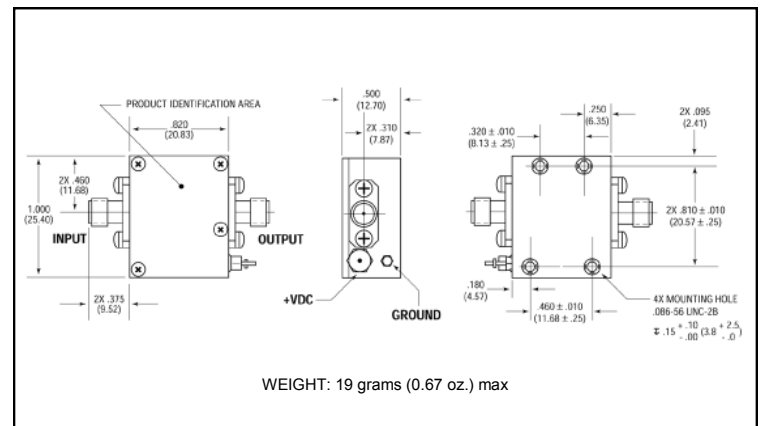 PRODUCT IDENTIFICATION AREA
.820
(20.83)
2X .460
(11.68)
1.000
(25.40)
INPUT
OUTPUT
2X .375
(9.52)
.500
(12.70)
2X .310
(7.87)
+VDC
GROUND
.250
(6.35)
.320 ± .010
(8.13 ± .25)
2X .095
(2.41)
2X .810 ± .010
(20.57 ± .25)
.180
(4.57)
.460 ± .010
(11.68 ± .25)
4X MOUNTING HOLE
.086-56 UNC-2B
↧ .15 + .10 - .00 (3.8 + 2.5 - .0 )
WEIGHT: 19 grams (0.67 oz.) max